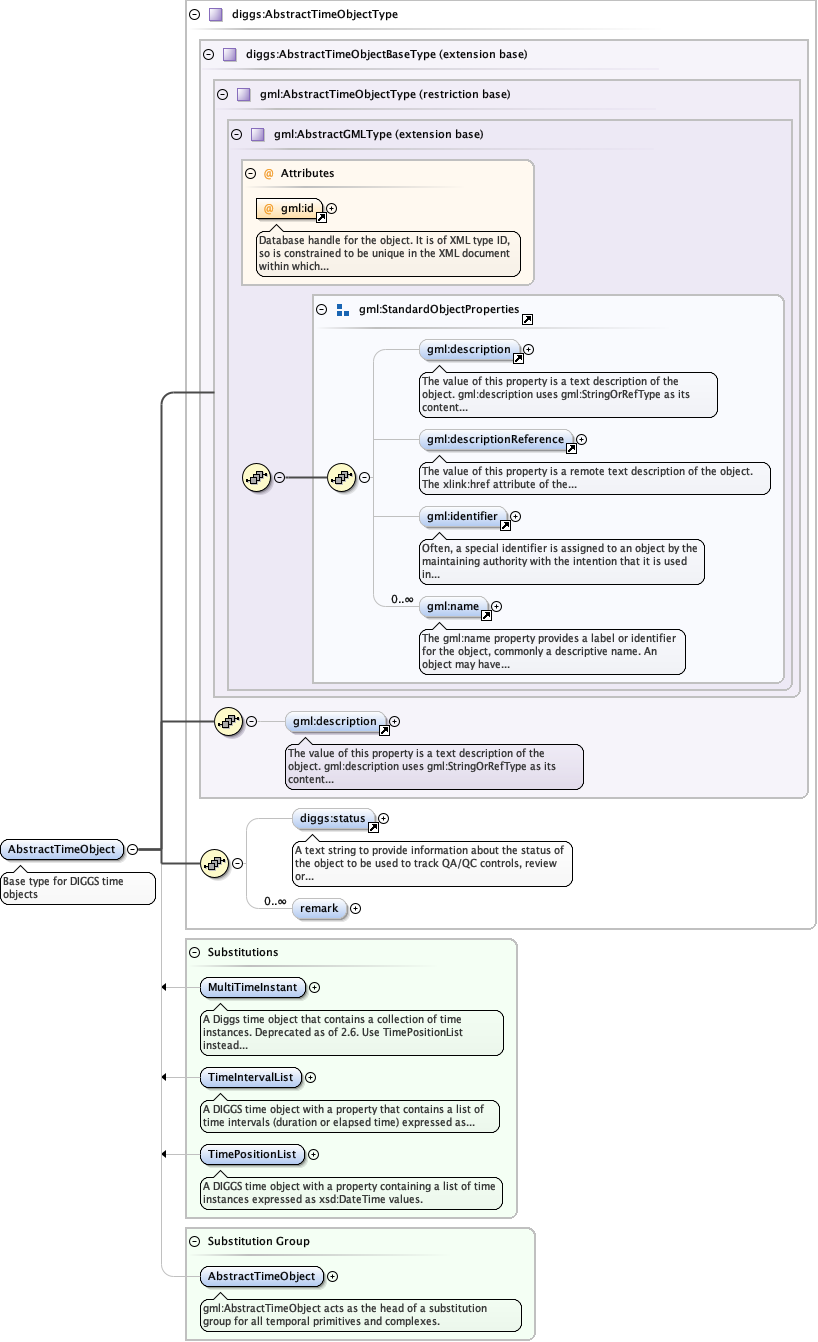 diggs:AbstractTimeObjectType
diggs:AbstractTimeObjectBaseType (extension base)
gml:AbstractTimeObjectType (restriction base)
gml:AbstractGMLType (extension base)
@ Attributes
@ gml:id
Database handle for the object. It is of XML type ID,
so is constrained to be unique in the XML document
within which...
gml:StandardObjectProperties
gml:description
The value of this property is a text description of the
object. gml:description uses gml:StringOrRefType as its
content...
gml:descriptionReference
The value of this property is a remote text description of the object.
The xlink:href attribute of the...
gml:identifier
Often, a special identifier is assigned to an object by the
maintaining authority with the intention that it is used
in...
0..∞
gml:name
The gml:name property provides a label or identifier
for the object, commonly a descriptive name. An
object may have...
gml:description
The value of this property is a text description of the
object. gml:description uses gml:StringOrRefType as its
content...
diggs:status
A text string to provide information about the status of
the object to be used to track QA/QC controls, review
or...
0..∞
remark
AbstractTimeObject
Base type for DIGGS time
objects
Substitutions
MultiTimeInstant
A Diggs time object that contains a collection of time
instances. Deprecated as of 2.6. Use TimePositionList
instead...
TimeIntervalList
A DIGGS time object with a property that contains a list of
time intervals (duration or elapsed time) expressed as...
TimePositionList
A DIGGS time object with a property containing a list of time
instances expressed as xsd:DateTime values.
Substitution Group
AbstractTimeObject
gml:AbstractTimeObject acts as the head of a substitution
group for all temporal primitives and complexes.